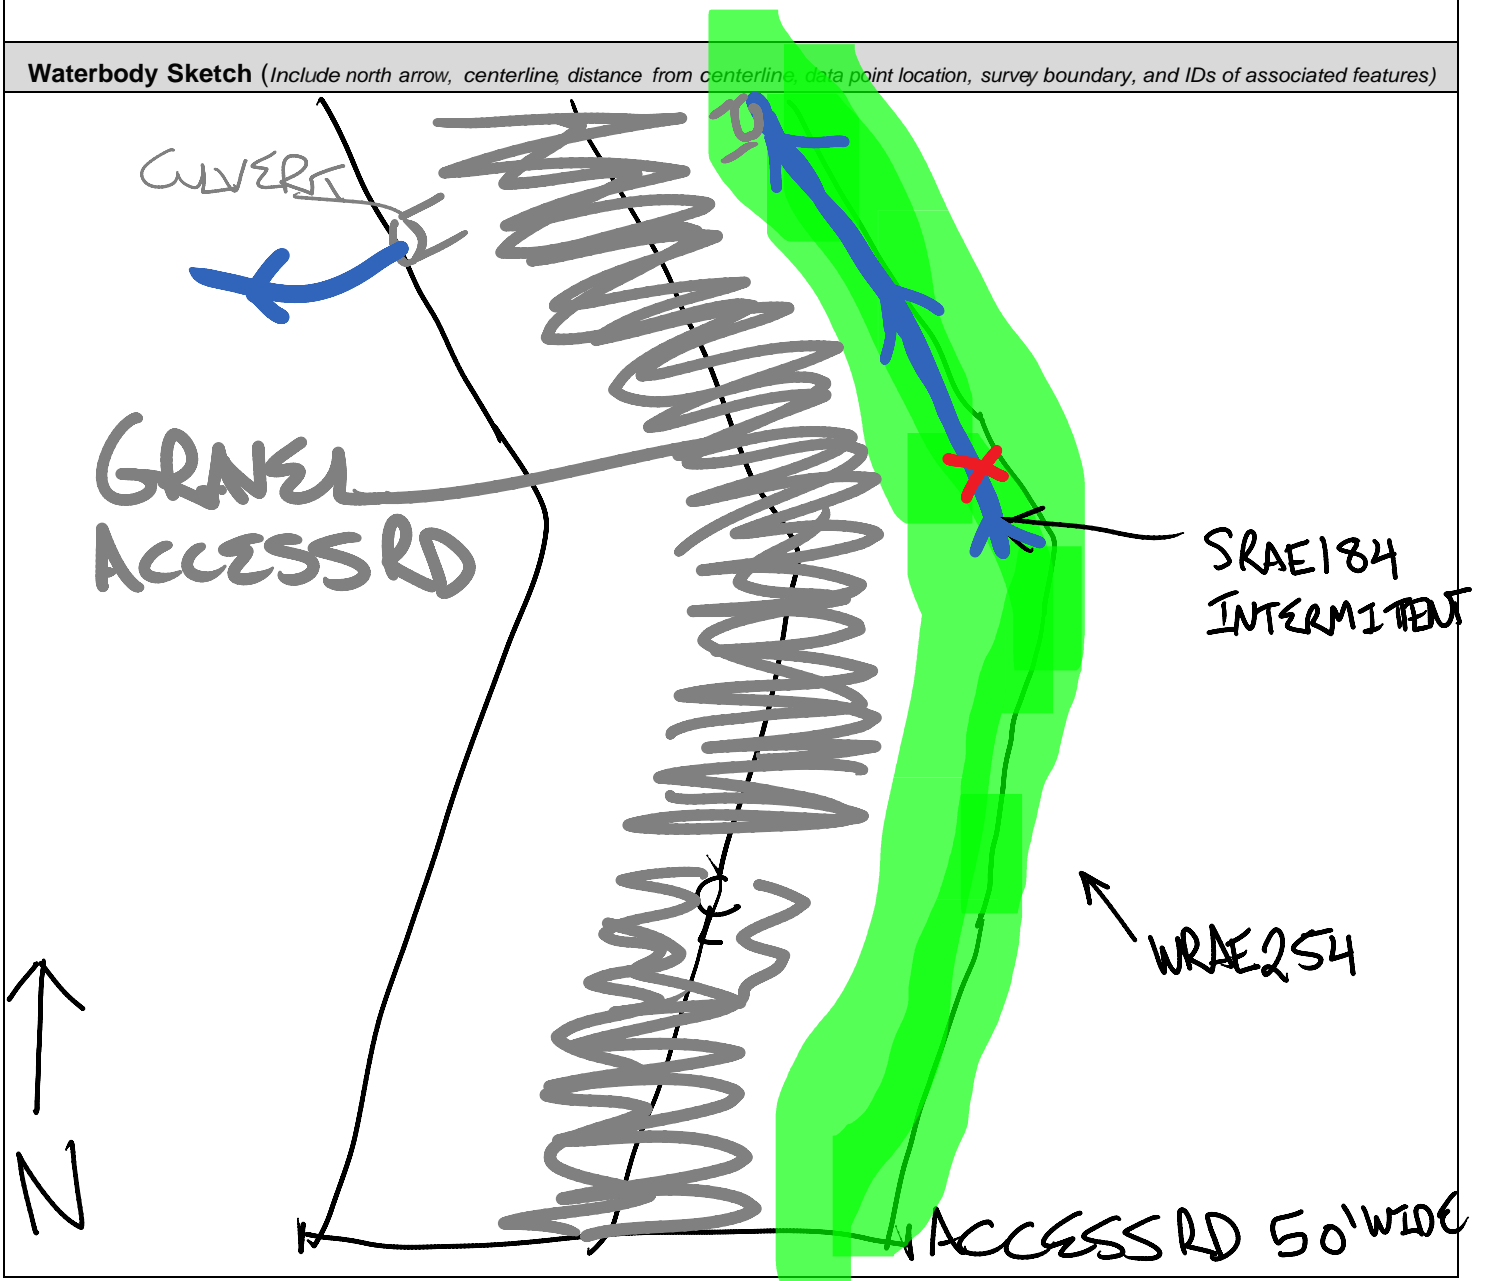 Waterbody Sketch (Include north arrow, centerline, distance from centerline, data point location, survey boundary, and IDs of associated features)
CULVERT
GRAVEL
ACCESS RD
SRAE184
INTERMITTENT
CL
WRAE254
N
ACCESS RD 50' WIDE